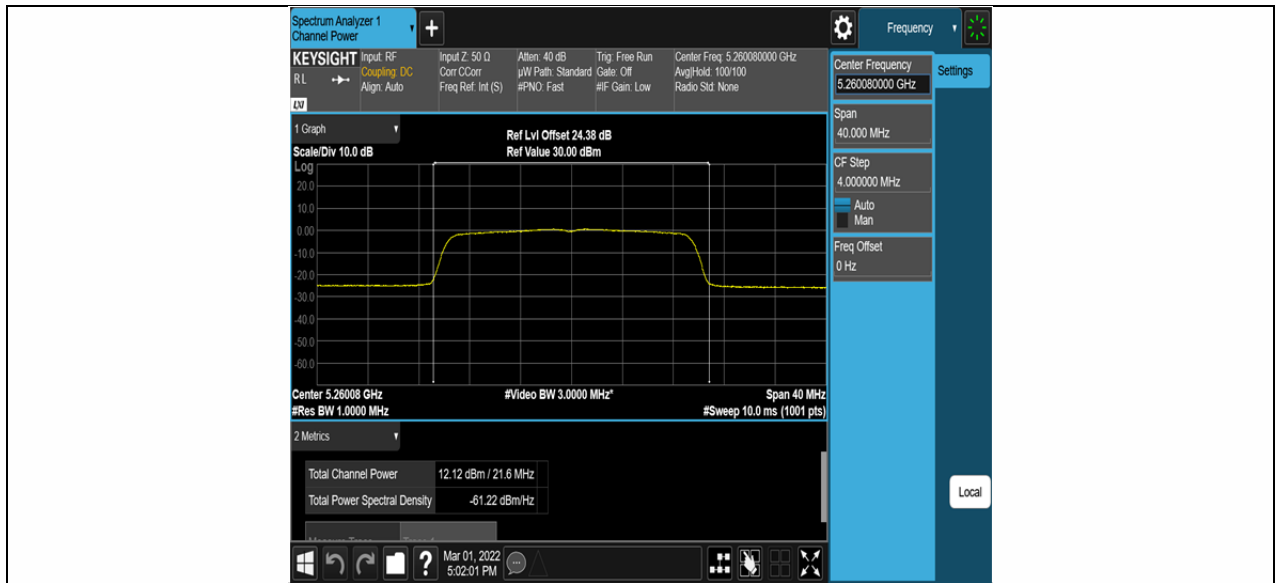 Spectrum Analyzer 1
Channel Power
+
Frequency
KEYSIGHT
RL
LXI
Input: RF
Coupling: DC
Align: Auto
Input Z: 50 Ω
Corr CCorr
Freq Ref: Int (S)
Atten: 40 dB
µW Path: Standard
#PNO: Fast
Trig: Free Run
Gate: Off
#IF Gain: Low
Center Freq: 5.260080000 GHz
Avg|Hold: 100/100
Radio Std: None
Center Frequency
5.260080000 GHz
Settings
Span
40.000 MHz
CF Step
4.000000 MHz
Auto
Man
Freq Offset
0 Hz
Local
1 Graph
Scale/Div 10.0 dB
Ref Lvl Offset 24.38 dB
Ref Value 30.00 dBm
Log
20.0
10.0
0.00
-10.0
-20.0
-30.0
-40.0
-50.0
-60.0
Center 5.26008 GHz
#Video BW 3.0000 MHz*
Span 40 MHz
#Res BW 1.0000 MHz
#Sweep 10.0 ms (1001 pts)
2 Metrics
Total Channel Power 12.12 dBm / 21.6 MHz
Total Power Spectral Density -61.22 dBm/Hz
?
Mar 01, 2022
5:02:01 PM